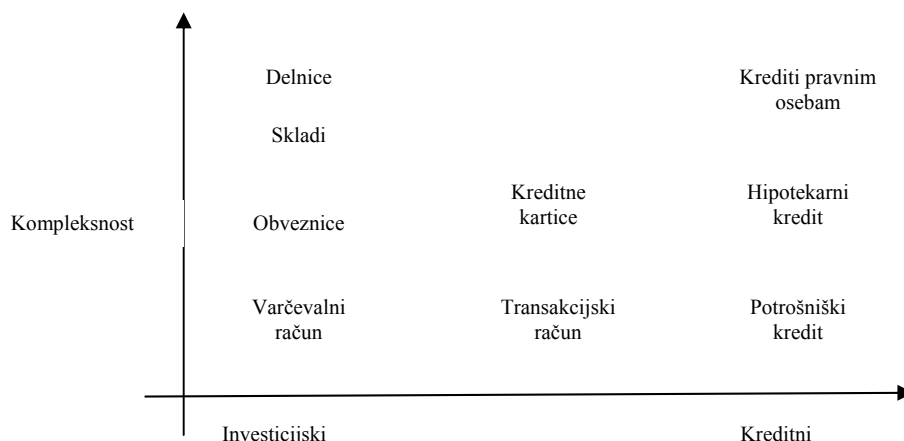 Delnice
Krediti pravnim
osebam
Skladi
Kompleksnost
Obveznice
Kreditne
kartice
Hipotekarni
kredit
Varčevalni
račun
Transakcijski
račun
Potrošniški
kredit
Investicijski
Kreditni